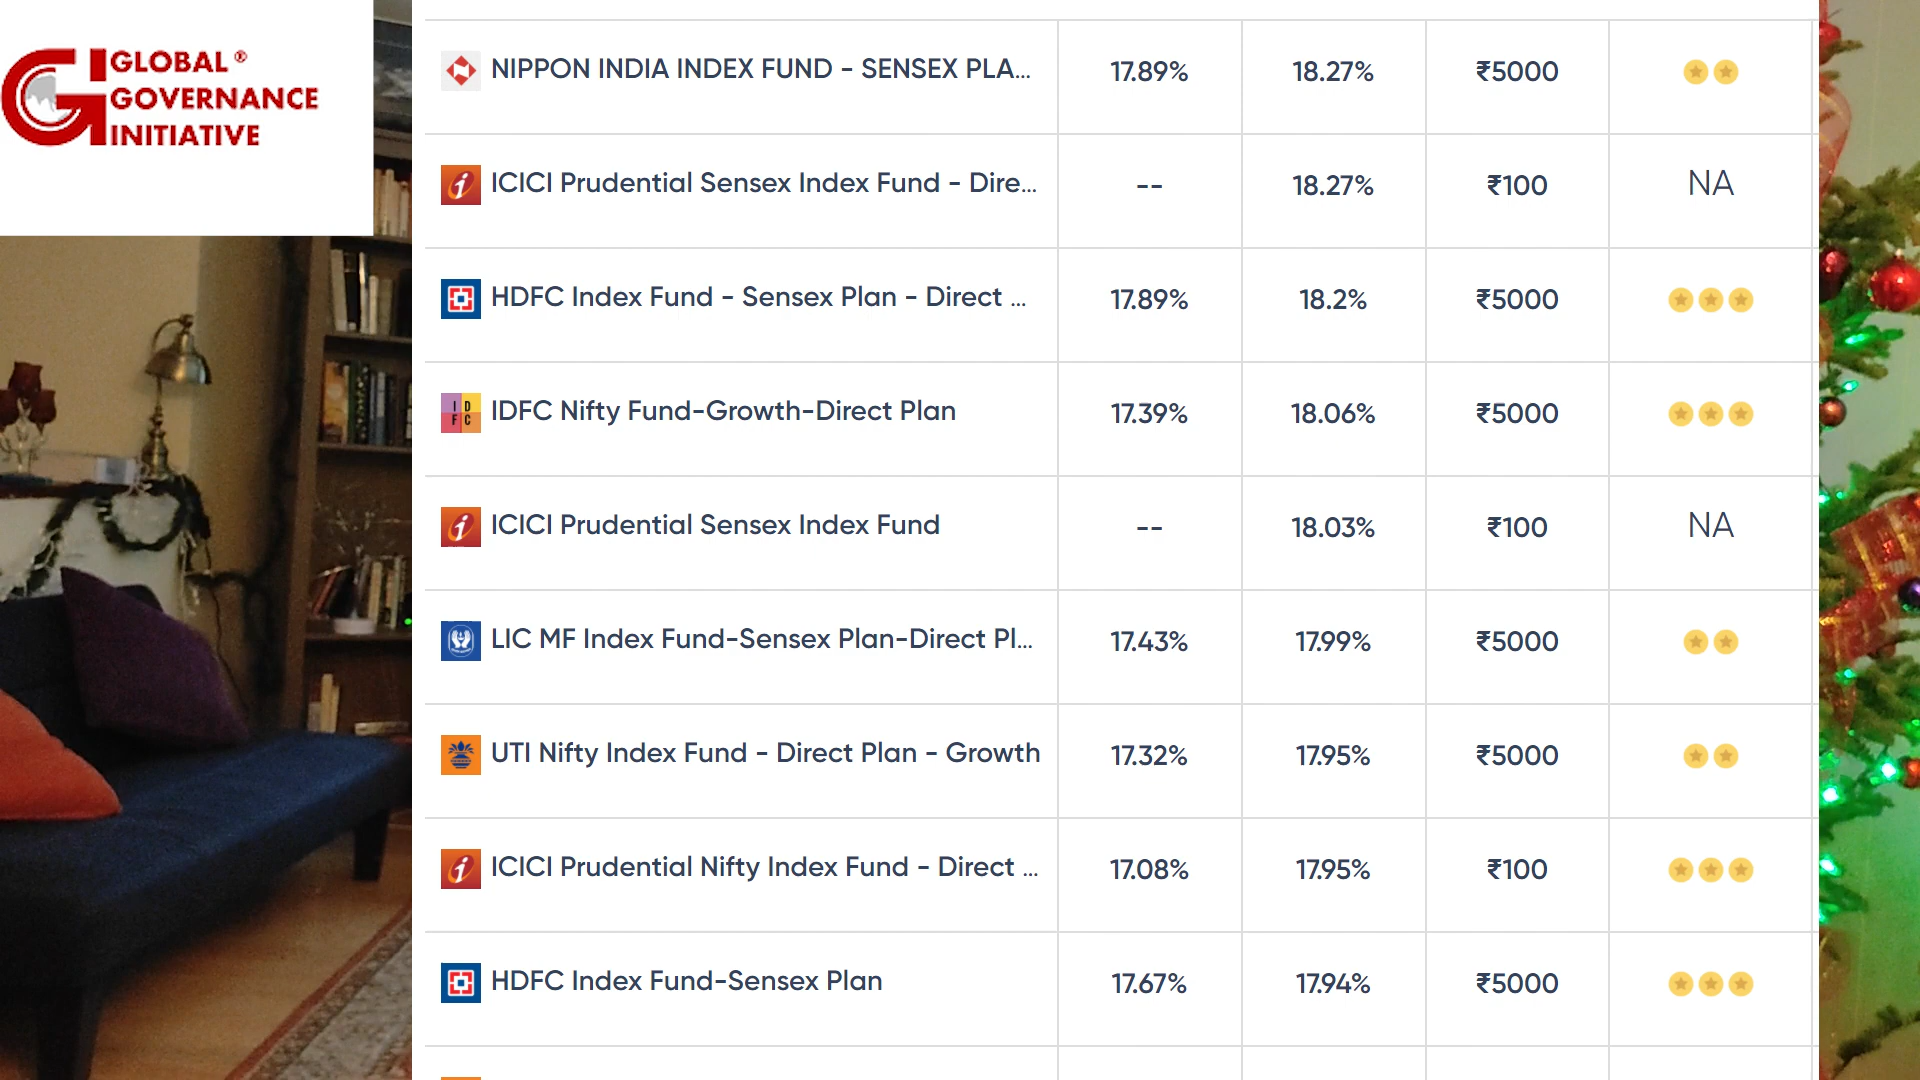 GLOBAL®
GOVERNANCE
INITIATIVE
NIPPON INDIA INDEX FUND - SENSEX PLA... 17.89% 18.27% ₹5000
ICICI Prudential Sensex Index Fund - Dire... -- 18.27% ₹100 NA
HDFC Index Fund - Sensex Plan - Direct ... 17.89% 18.2% ₹5000
IDFC Nifty Fund-Growth-Direct Plan 17.39% 18.06% ₹5000
ICICI Prudential Sensex Index Fund -- 18.03% ₹100 NA
LIC MF Index Fund-Sensex Plan-Direct Pl... 17.43% 17.99% ₹5000
UTI Nifty Index Fund - Direct Plan - Growth 17.32% 17.95% ₹5000
ICICI Prudential Nifty Index Fund - Direct ... 17.08% 17.95% ₹100
HDFC Index Fund-Sensex Plan 17.67% 17.94% ₹5000